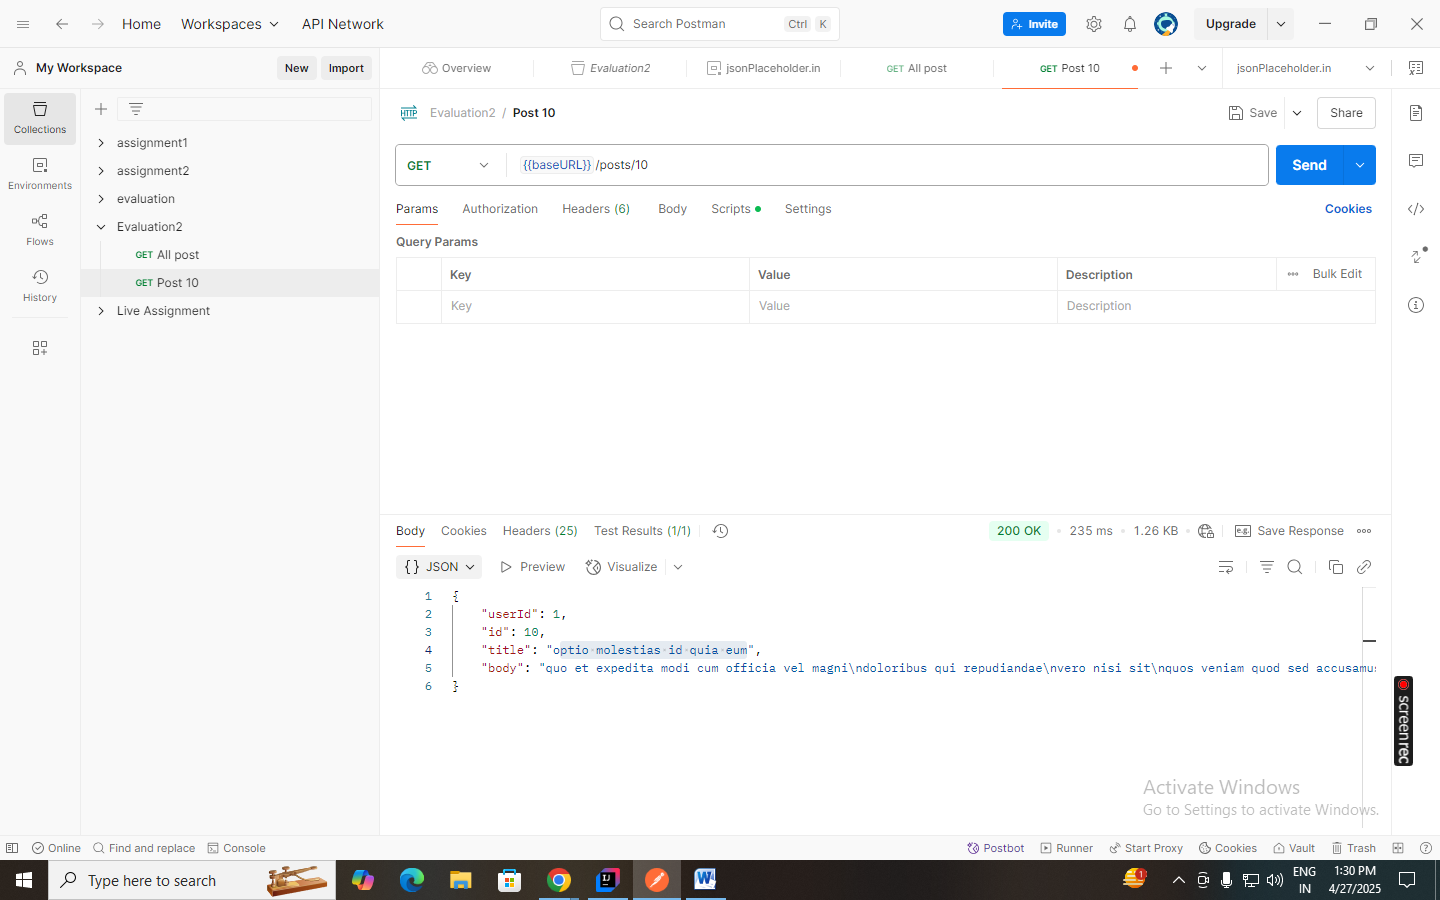 Home
Workspaces
API Network
Search Postman
Ctrl
K
Invite
Upgrade
My Workspace
New
Import
Overview
Evaluation2
jsonPlaceholder.in
GET All post
GET Post 10
jsonPlaceholder.in
Collections
Environments
Flows
History
assignment1
assignment2
evaluation
Evaluation2
GET All post
GET Post 10
Live Assignment
HTTP
Evaluation2 / Post 10
Save
Share
GET
{{baseURL}} /posts/10
Send
Params
Authorization
Headers (6)
Body
Scripts
Settings
Cookies
Query Params
Key
Value
Description
Bulk Edit
Key
Value
Description
Body
Cookies
Headers (25)
Test Results (1/1)
200 OK
235 ms
1.26 KB
e.g.
Save Response
{} JSON
Preview
Visualize
1 {
2 "userId": 1,
3 "id": 10,
4 "title": "optio molestias id quia eum",
5 "body": "quo et expedita modi cum officia vel magni\ndoloribus qui repudiandae\nvero nisi sit\nquos veniam quod sed accusamus
6 }
screenrec
Activate Windows
Go to Settings to activate Windows.
Online
Find and replace
Console
Postbot
Runner
Start Proxy
Cookies
Vault
Trash
Type here to search
1
ENG
IN
1:30 PM
4/27/2025